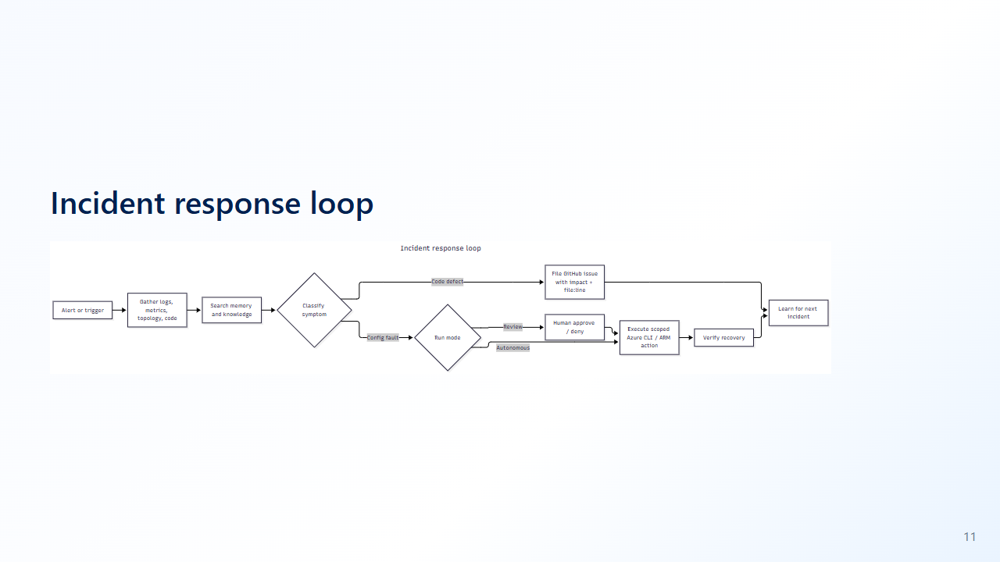 Incident response loop
Incident response loop
Alert or trigger
Gather logs,
metrics,
topology, code
Search memory
and knowledge
Classify
symptom
Code defect
File GitHub issue
with impact +
file:line
Config fault
Run mode
Review
Human approve
/ deny
Autonomous
Execute scoped
Azure CLI / ARM
action
Verify recovery
Learn for next
incident
11